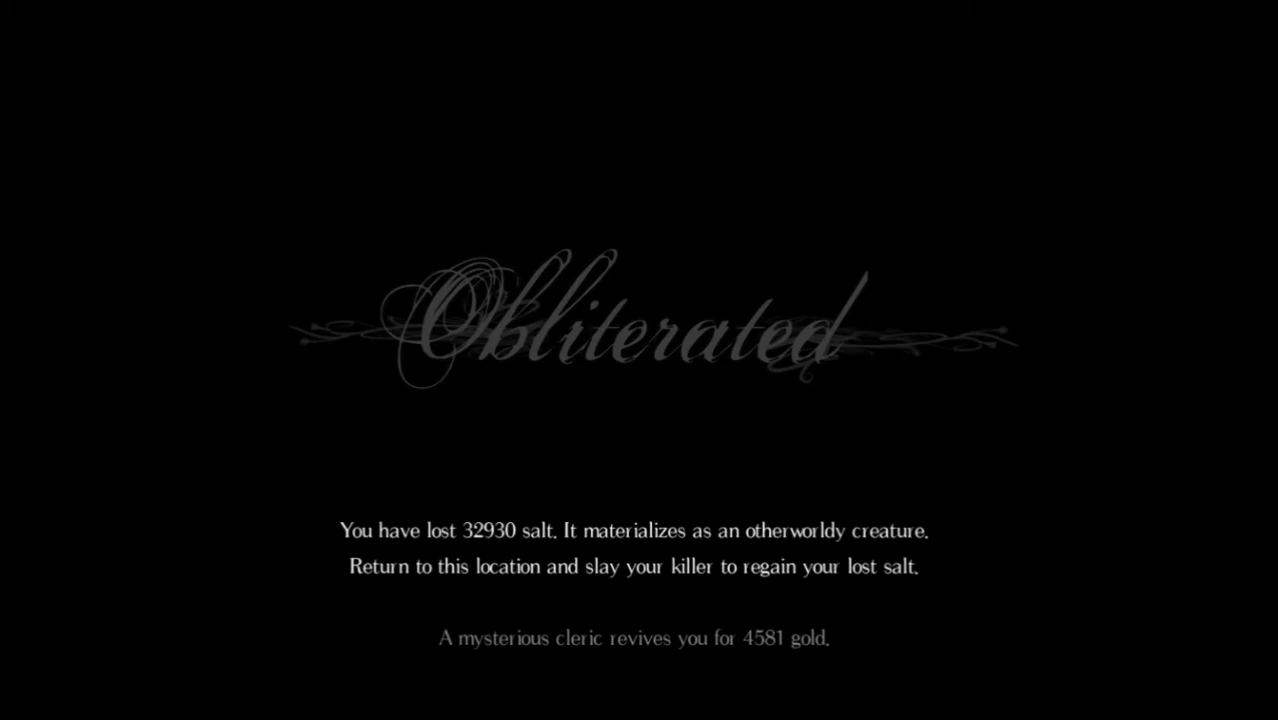 Obliterated
You have lost 32930 salt. It materializes as an otherworldy creature.
Return to this location and slay your killer to regain your lost salt.
A mysterious cleric revives you for 4581 gold.